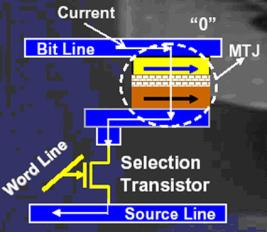 Current
"0"
Bit Line
MTJ
Word Line
Selection
Transistor
Source Line